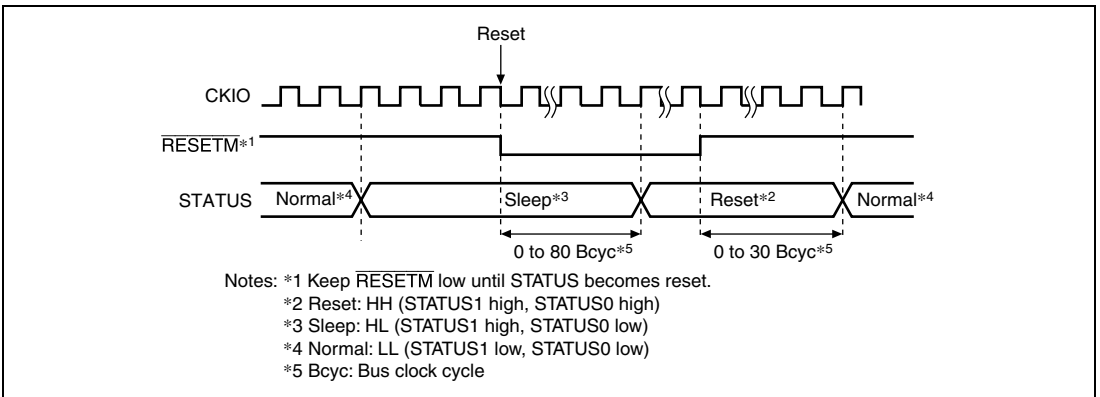 Reset
CKIO
RESETM*1
STATUS Normal*4 Sleep*3 Reset*2 Normal*4
0 to 80 Bcyc*5 0 to 30 Bcyc*5
Notes: *1 Keep RESETM low until STATUS becomes reset.
*2 Reset: HH (STATUS1 high, STATUS0 high)
*3 Sleep: HL (STATUS1 high, STATUS0 low)
*4 Normal: LL (STATUS1 low, STATUS0 low)
*5 Bcyc: Bus clock cycle